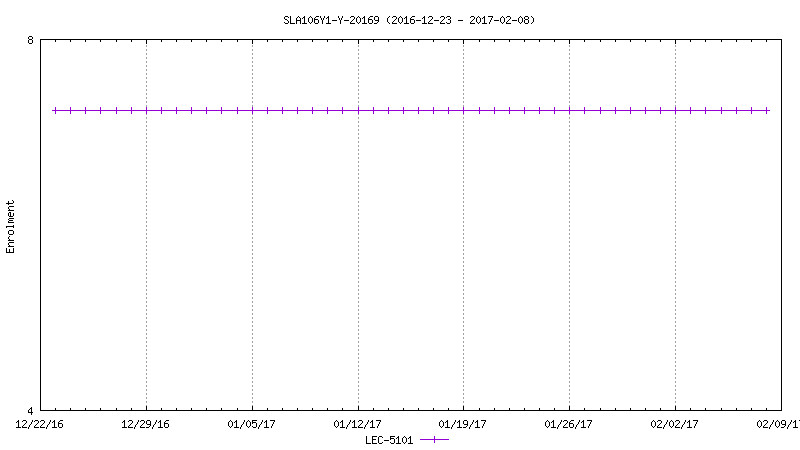 SLA106Y1-Y-20169 (2016-12-23 - 2017-02-08)
8
Enrolment
4
12/22/16 12/29/16 01/05/17 01/12/17 01/19/17 01/26/17 02/02/17 02/09/1
LEC-5101